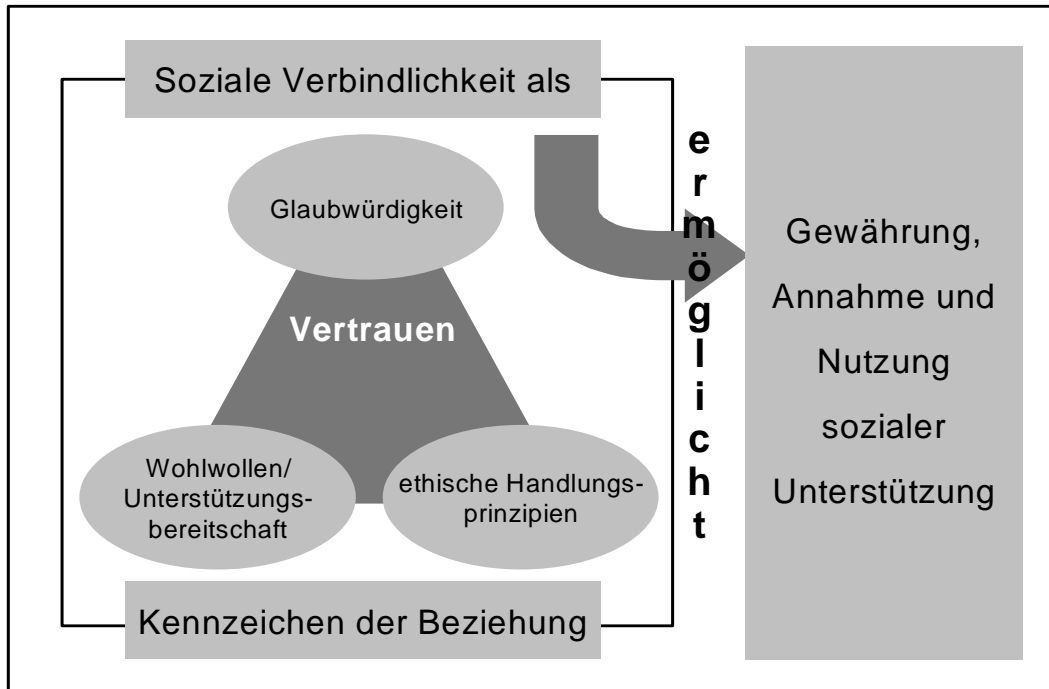 Soziale Verbindlichkeit als
Glaubwürdigkeit
Vertrauen
Wohlwollen/
Unterstützungs-
bereitschaft
ethische Handlungs-
prinzipien
Kennzeichen der Beziehung
ermöglicht
Gewährung,
Annahme und
Nutzung
sozialer
Unterstützung